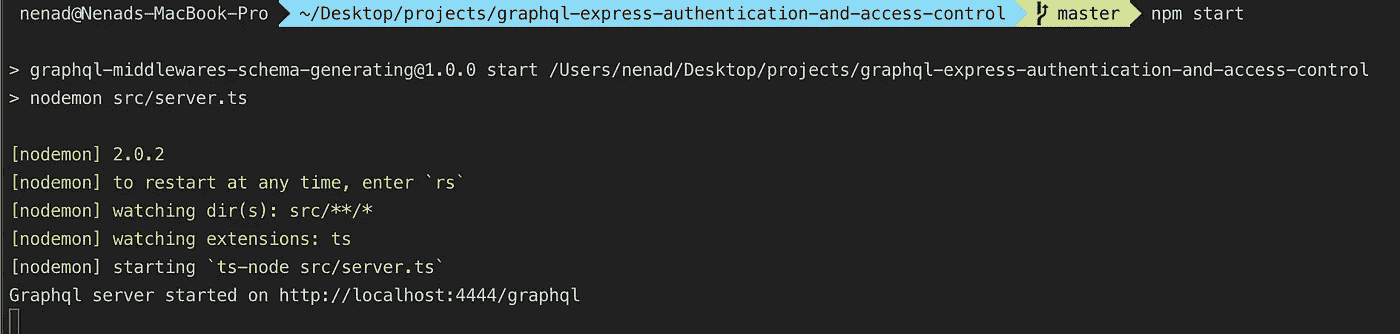 nenad@Nenads-MacBook-Pro ~/Desktop/projects/graphql-express-authentication-and-access-control master npm start
> graphql-middlewares-schema-generating@1.0.0 start /Users/nenad/Desktop/projects/graphql-express-authentication-and-access-control
> nodemon src/server.ts
[nodemon] 2.0.2
[nodemon] to restart at any time, enter `rs`
[nodemon] watching dir(s): src/**/*
[nodemon] watching extensions: ts
[nodemon] starting `ts-node src/server.ts`
Graphql server started on http://localhost:4444/graphql